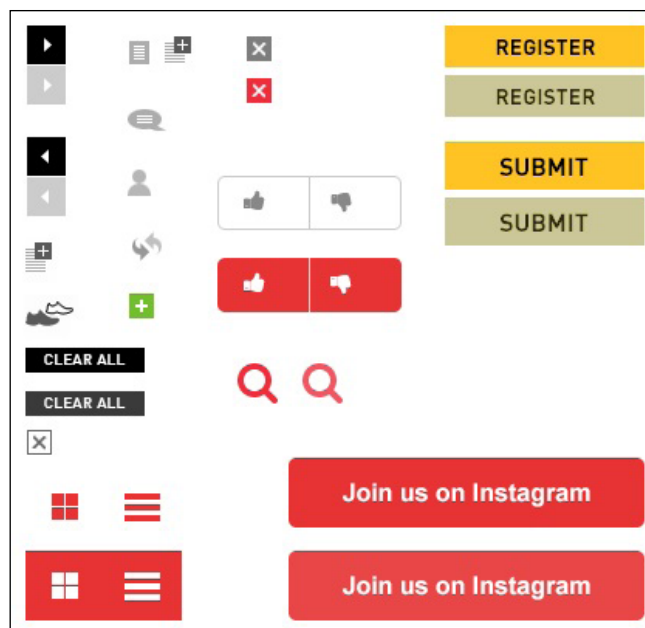 REGISTER
REGISTER
SUBMIT
SUBMIT
CLEAR ALL
CLEAR ALL
Join us on Instagram
Join us on Instagram